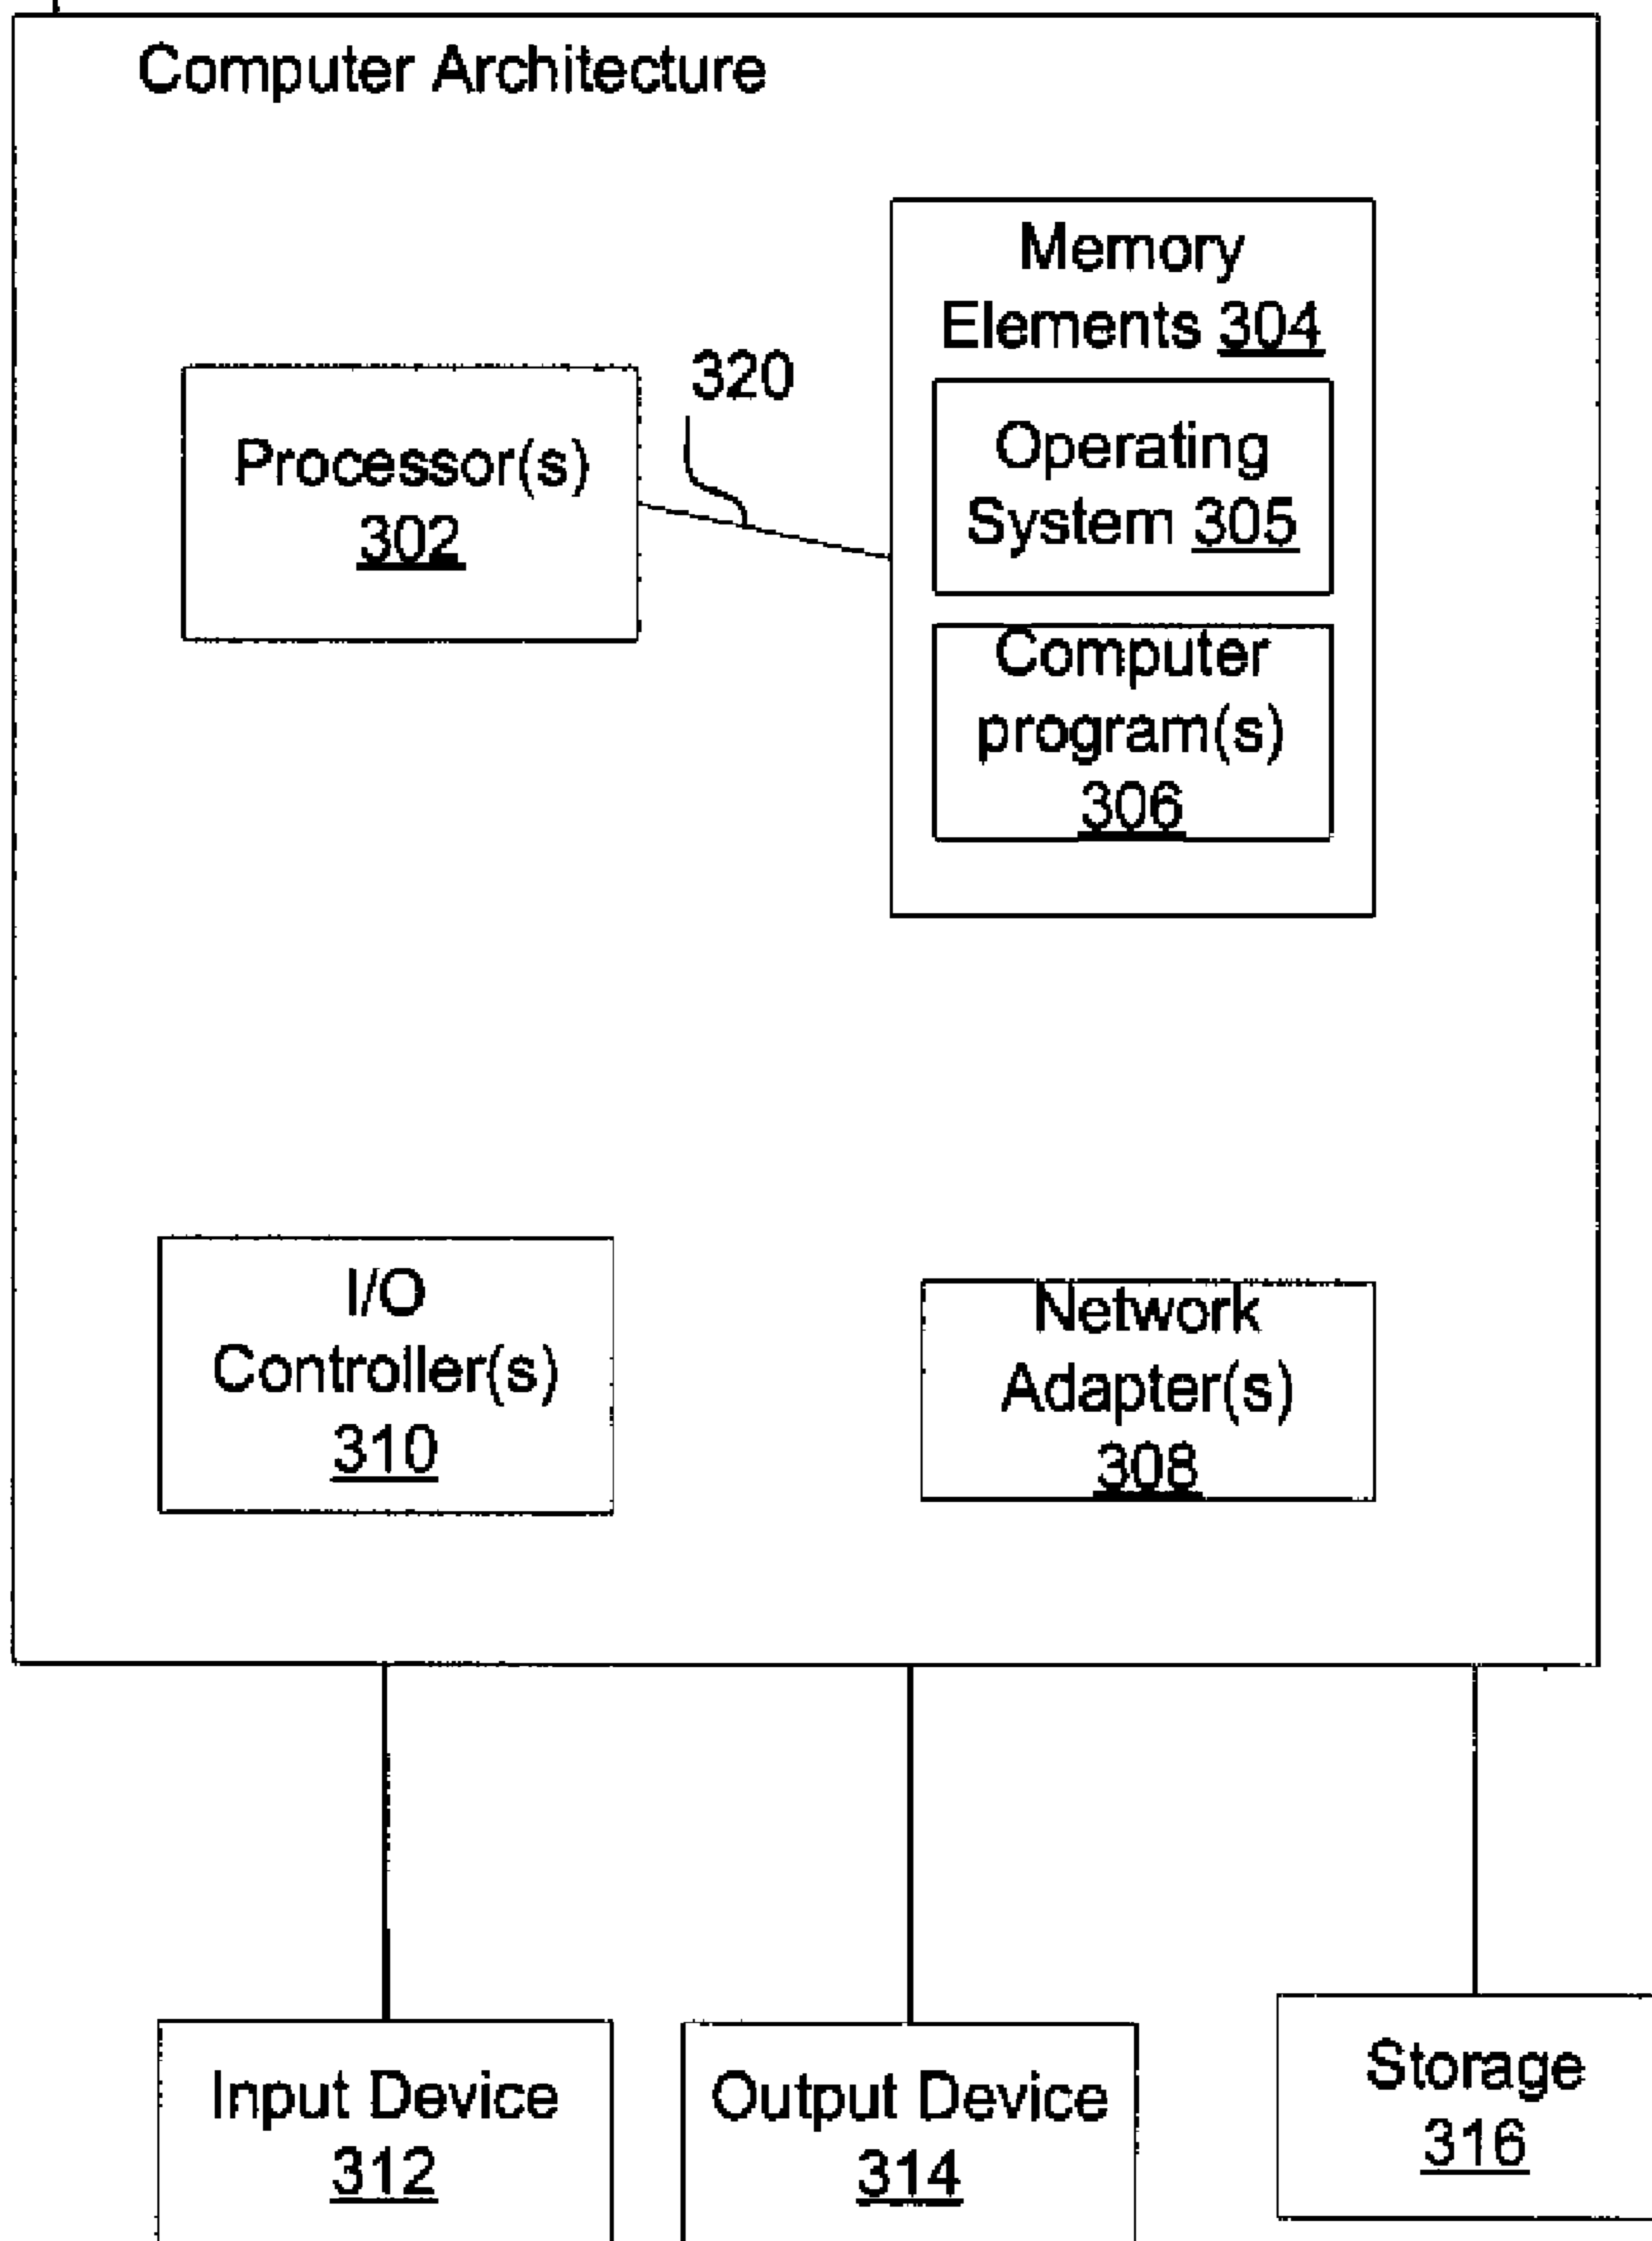 Computer Architecture
Memory
Elements 304
320
Processor(s)
302
Operating
System 305
Computer
program(s)
306
I/O
Controller(s)
310
Network
Adapter(s)
308
Input Device
312
Output Device
314
Storage
316